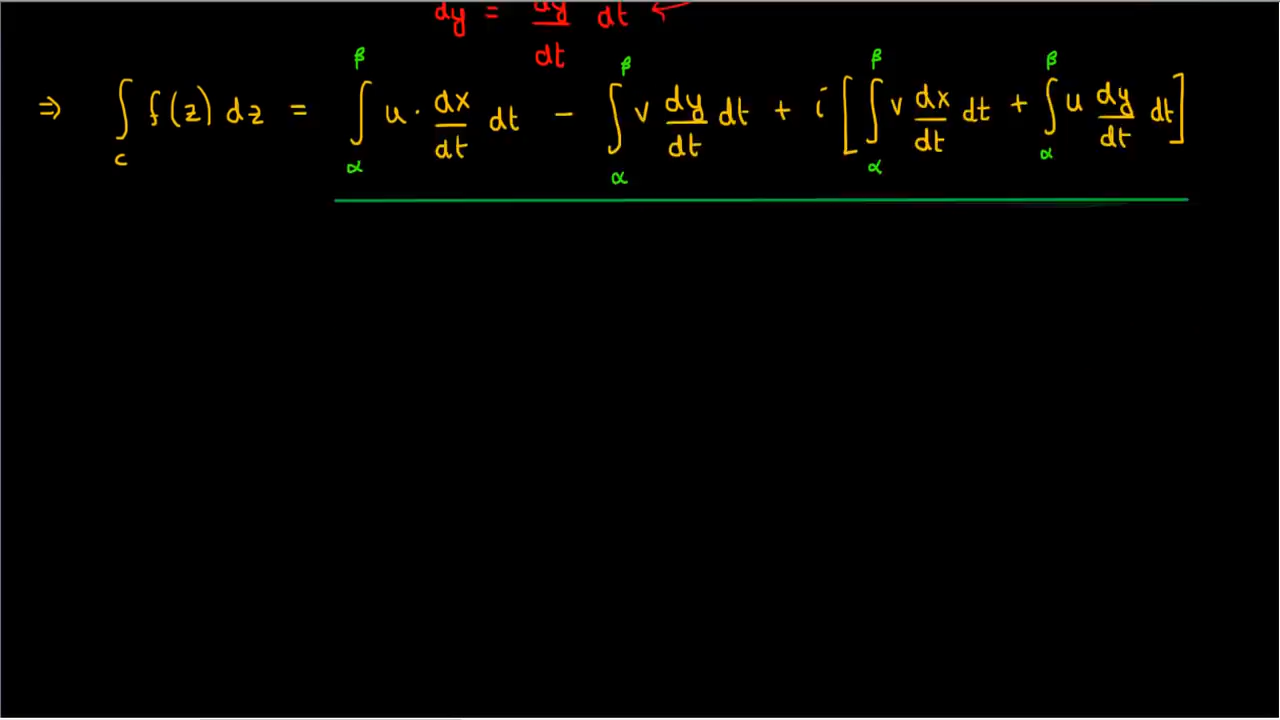 dy = dy/dt dt ←
⇒ ∫_c f(z) dz = ∫_α^β u · dx/dt dt − ∫_α^β v dy/dt dt + i [ ∫_α^β v dx/dt dt + ∫_α^β u dy/dt dt ]